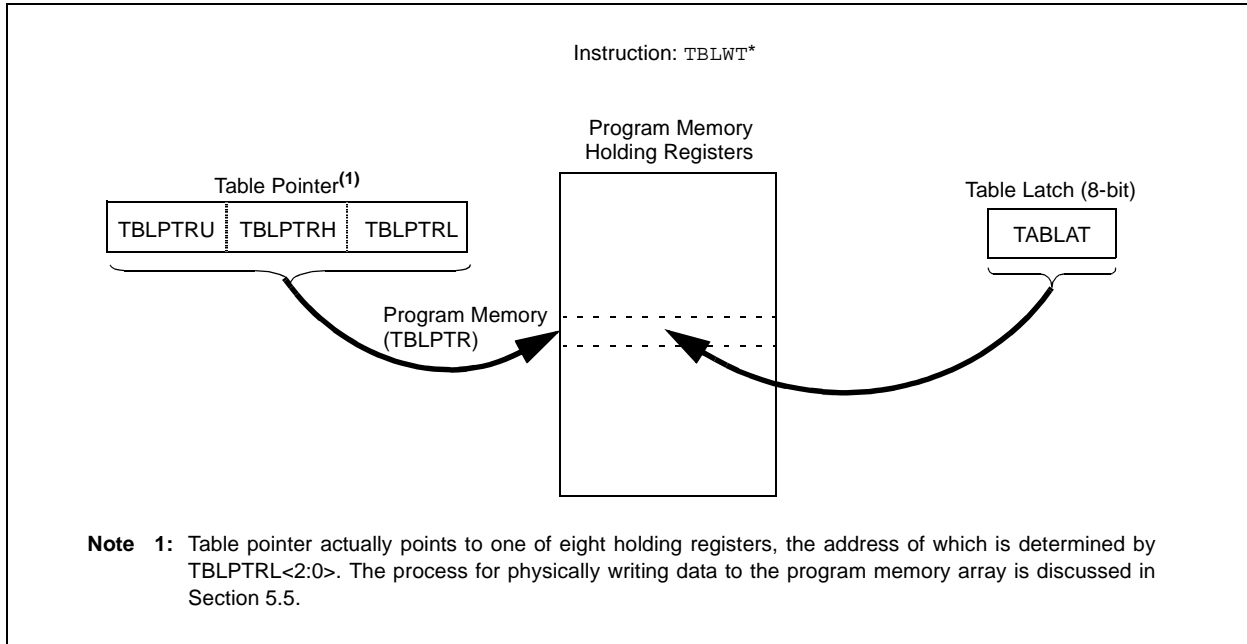 Instruction: TBLWT*
Program Memory
Holding Registers
Table Pointer(1)
Table Latch (8-bit)
TBLPTRU TBLPTRH TBLPTRL
TABLAT
Program Memory
(TBLPTR)
Note 1: Table pointer actually points to one of eight holding registers, the address of which is determined by
TBLPTRL<2:0>. The process for physically writing data to the program memory array is discussed in
Section 5.5.